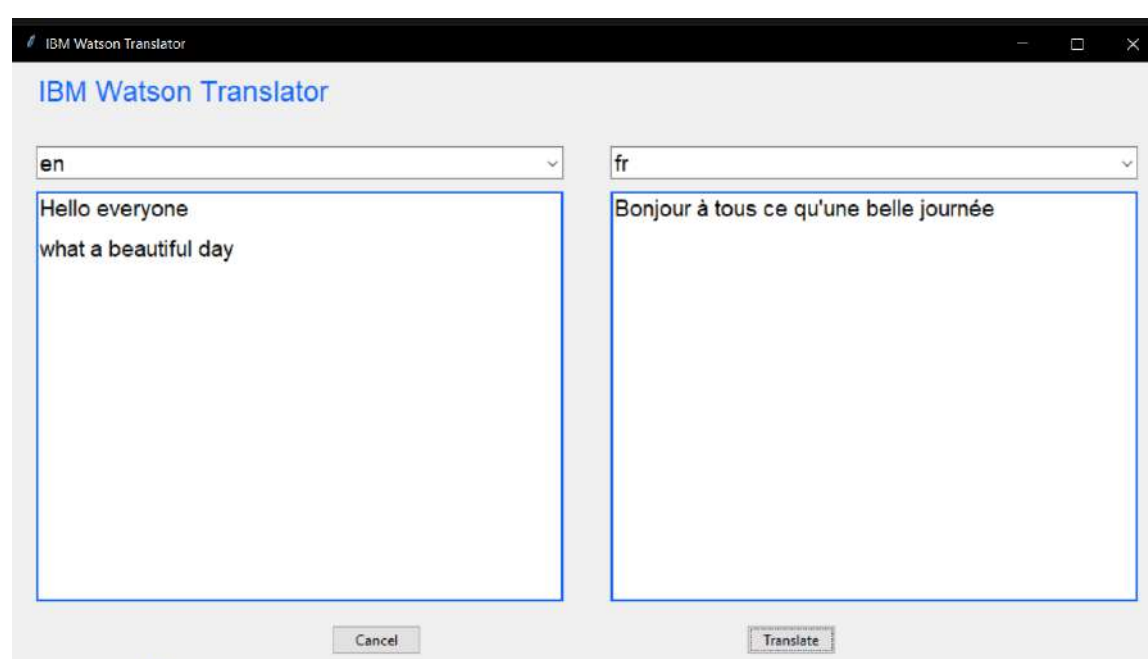 IBM Watson Translator
IBM Watson Translator
en
fr
Hello everyone
what a beautiful day
Bonjour à tous ce qu'une belle journée
Cancel
Translate